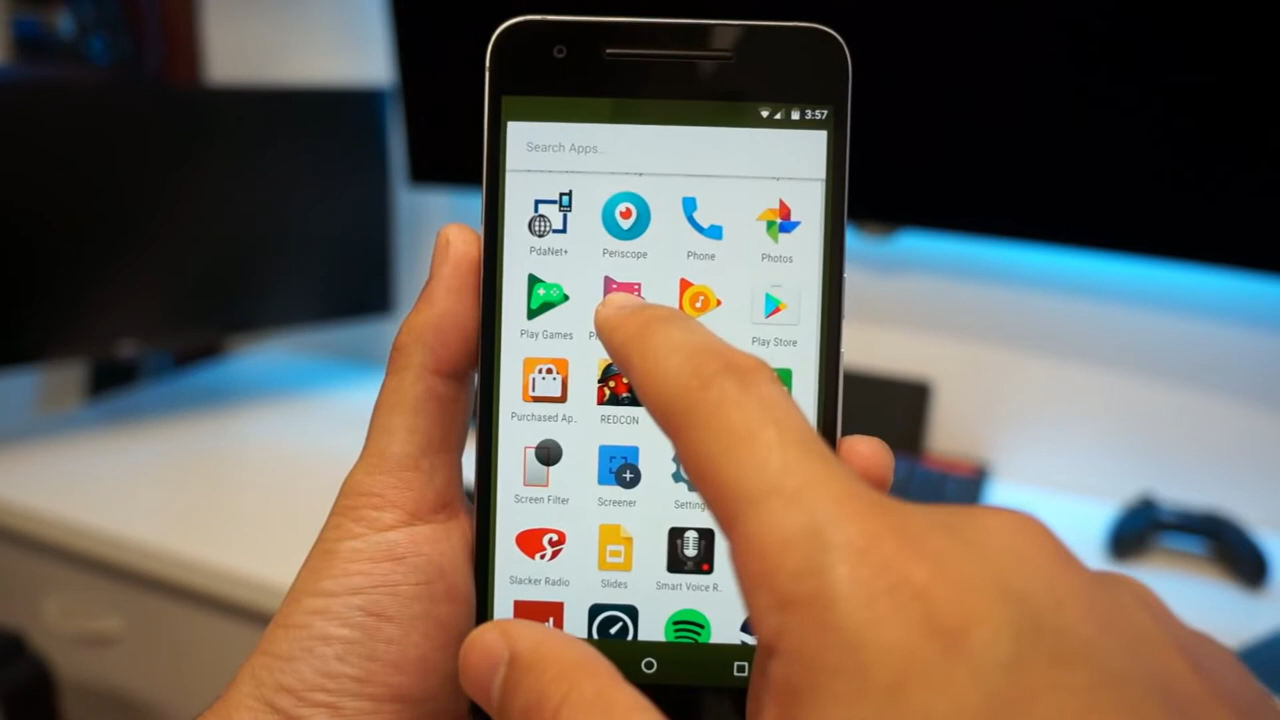 3:57
Search Apps..
PdaNet+
Periscope
Phone
Photos
Play Games
Play Store
Purchased Ap..
REDCON
Screen Filter
Screener
Slacker Radio
Slides
Smart Voice R..